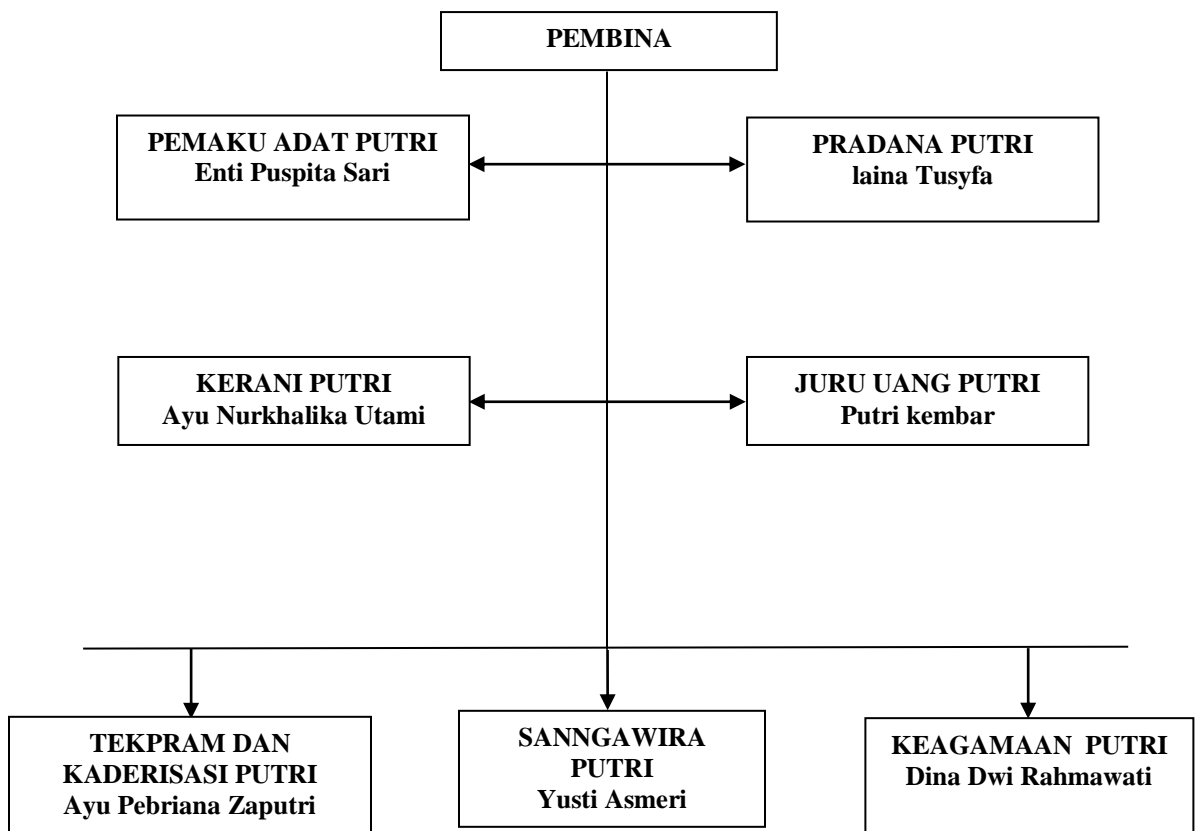 PEMBINA
PEMAKU ADAT PUTRI
Enti Puspita Sari
PRADANA PUTRI
laina Tusyfa
KERANI PUTRI
Ayu Nurkhalika Utami
JURU UANG PUTRI
Putri kembar
TEKPRAM DAN
KADERISASI PUTRI
Ayu Pebriana Zaputri
SANNGAWIRA
PUTRI
Yusti Asmeri
KEAGAMAAN PUTRI
Dina Dwi Rahmawati